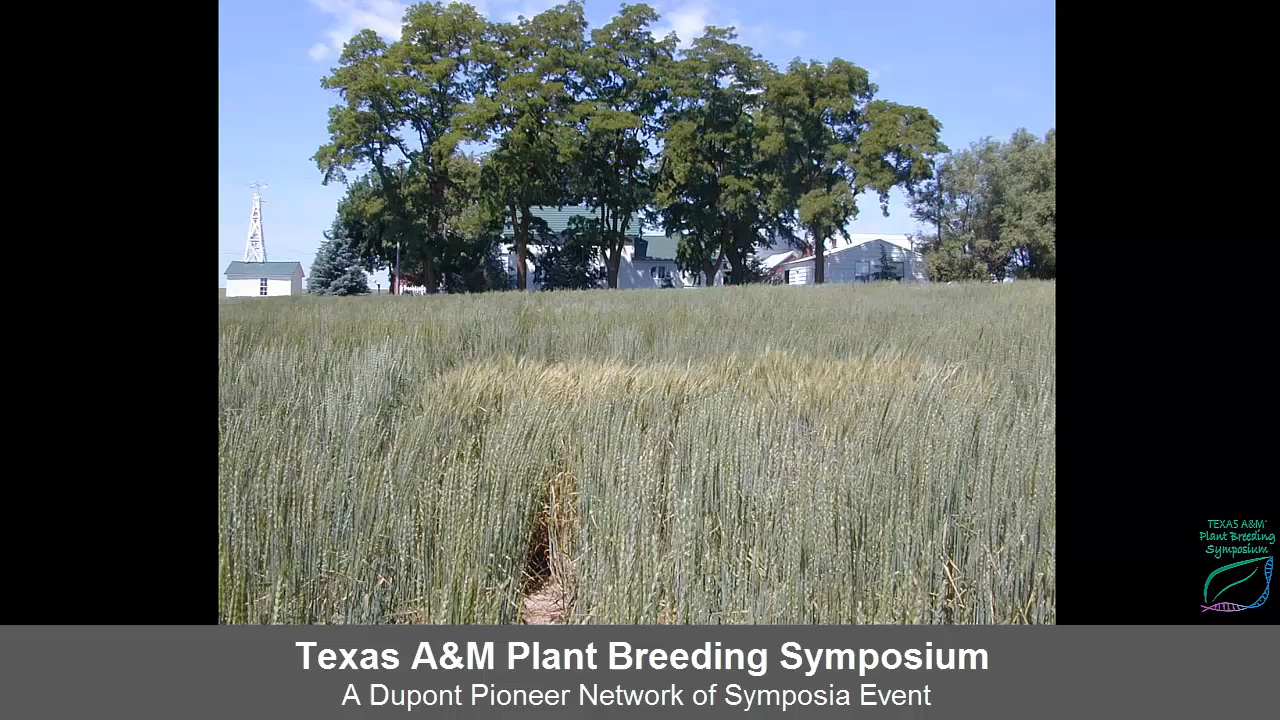 TEXAS A&M
Plant Breeding
Symposium
Texas A&M Plant Breeding Symposium
A Dupont Pioneer Network of Symposia Event